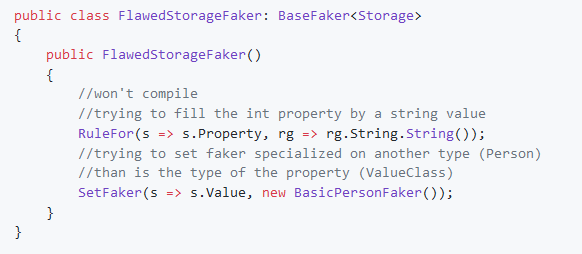 public class FlawedStorageFaker: BaseFaker<Storage>
{
    public FlawedStorageFaker()
    {
        //won't compile
        //trying to fill the int property by a string value
        RuleFor(s => s.Property, rg => rg.String.String());
        //trying to set faker specialized on another type (Person)
        //than is the type of the property (ValueClass)
        SetFaker(s => s.Value, new BasicPersonFaker());
    }
}